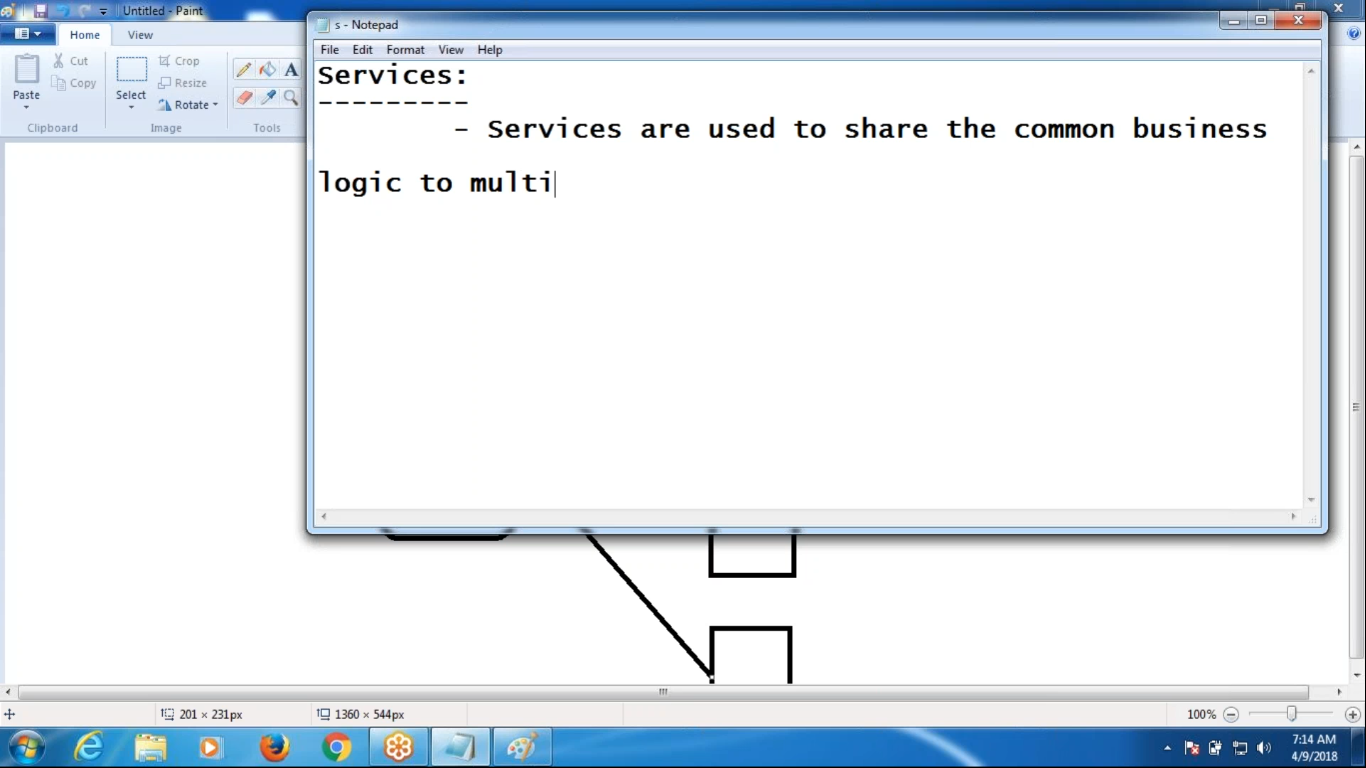 Untitled - Paint
s - Notepad
Home
View
File Edit Format View Help
Paste
Cut
Copy
Clipboard
Select
Crop
Resize
Rotate
Image
A
Tools
Services:
---------
- Services are used to share the common business
logic to multi
201 × 231px
1360 × 544px
100%
7:14 AM
4/9/2018